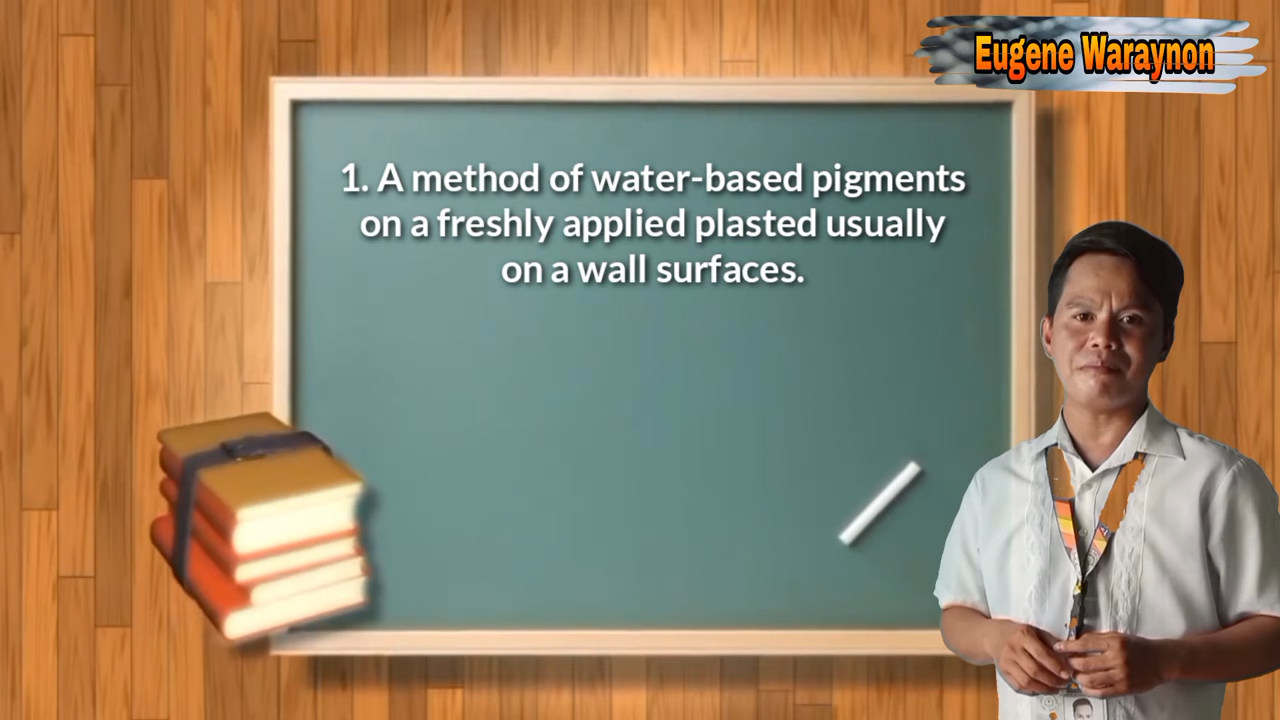 Eugene Waraynon
1. A method of water-based pigments
on a freshly applied plasted usually
on a wall surfaces.